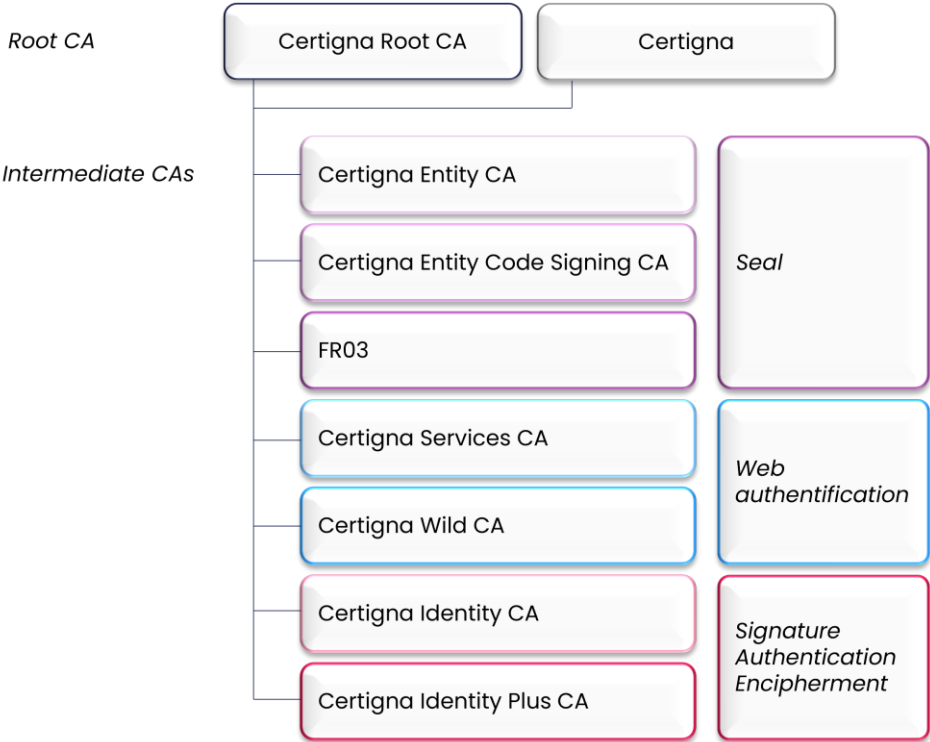 Root CA
Certigna Root CA
Certigna
Intermediate CAs
Certigna Entity CA
Certigna Entity Code Signing CA
FR03
Seal
Certigna Services CA
Certigna Wild CA
Web
authentification
Certigna Identity CA
Certigna Identity Plus CA
Signature
Authentication
Encipherment